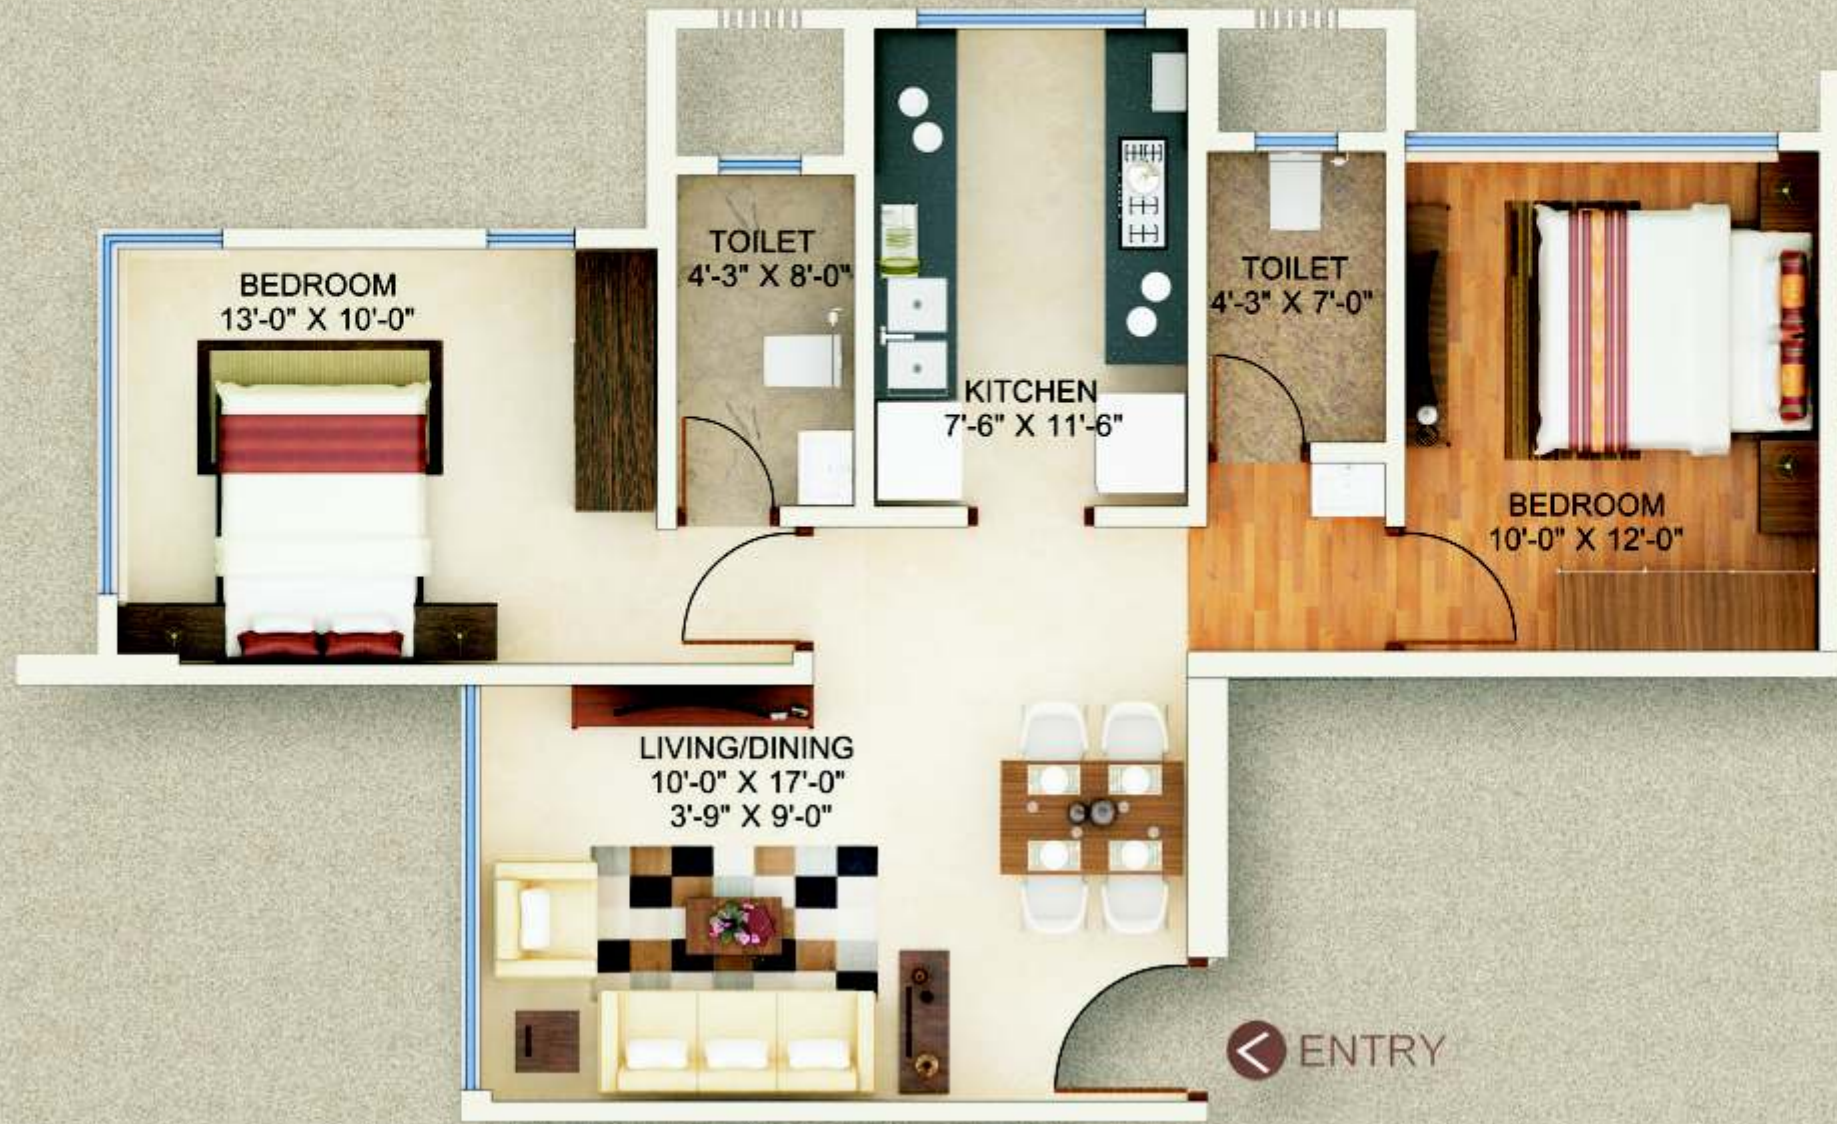 BEDROOM
13'-0" X 10'-0"
TOILET
4'-3" X 8'-0"
KITCHEN
7'-6" X 11'-6"
TOILET
4'-3" X 7'-0"
BEDROOM
10'-0" X 12'-0"
LIVING/DINING
10'-0" X 17'-0"
3'-9" X 9'-0"
ENTRY